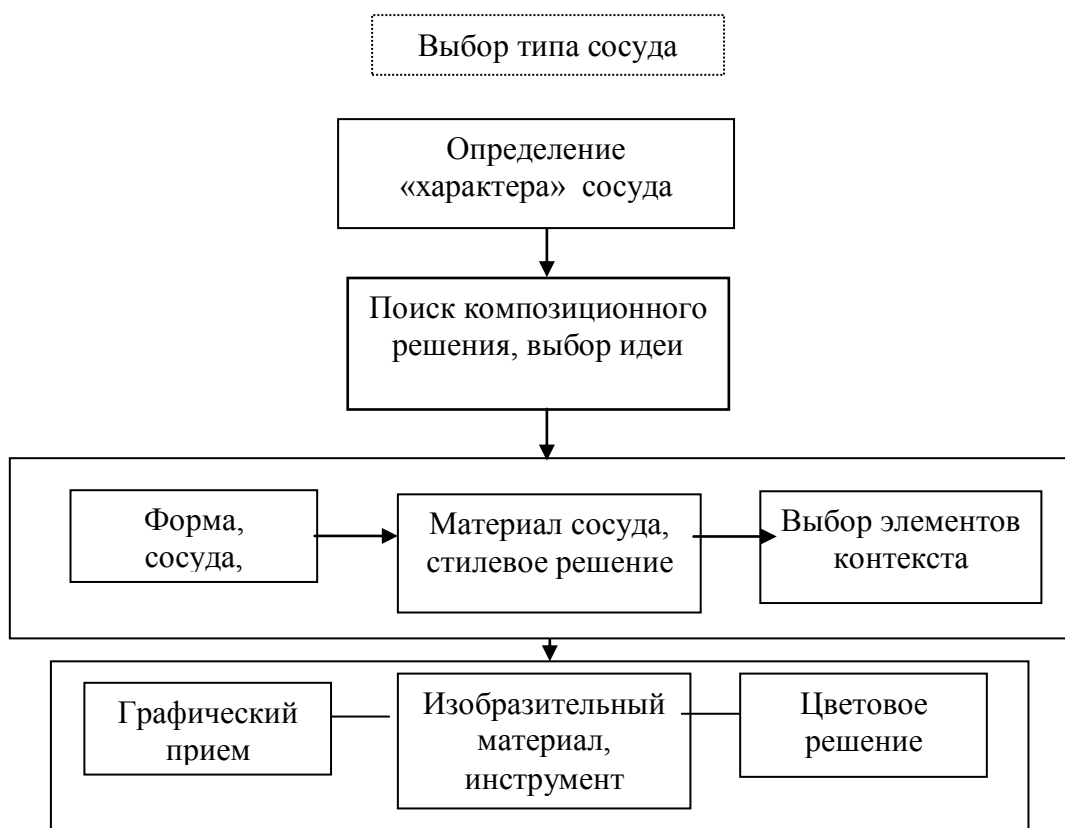 Выбор типа сосуда
Определение
«характера» сосуда
Поиск композиционного
решения, выбор идеи
Форма,
сосуда,
Материал сосуда,
стилевое решение
Выбор элементов
контекста
Графический
прием
Изобразительный
материал,
инструмент
Цветовое
решение